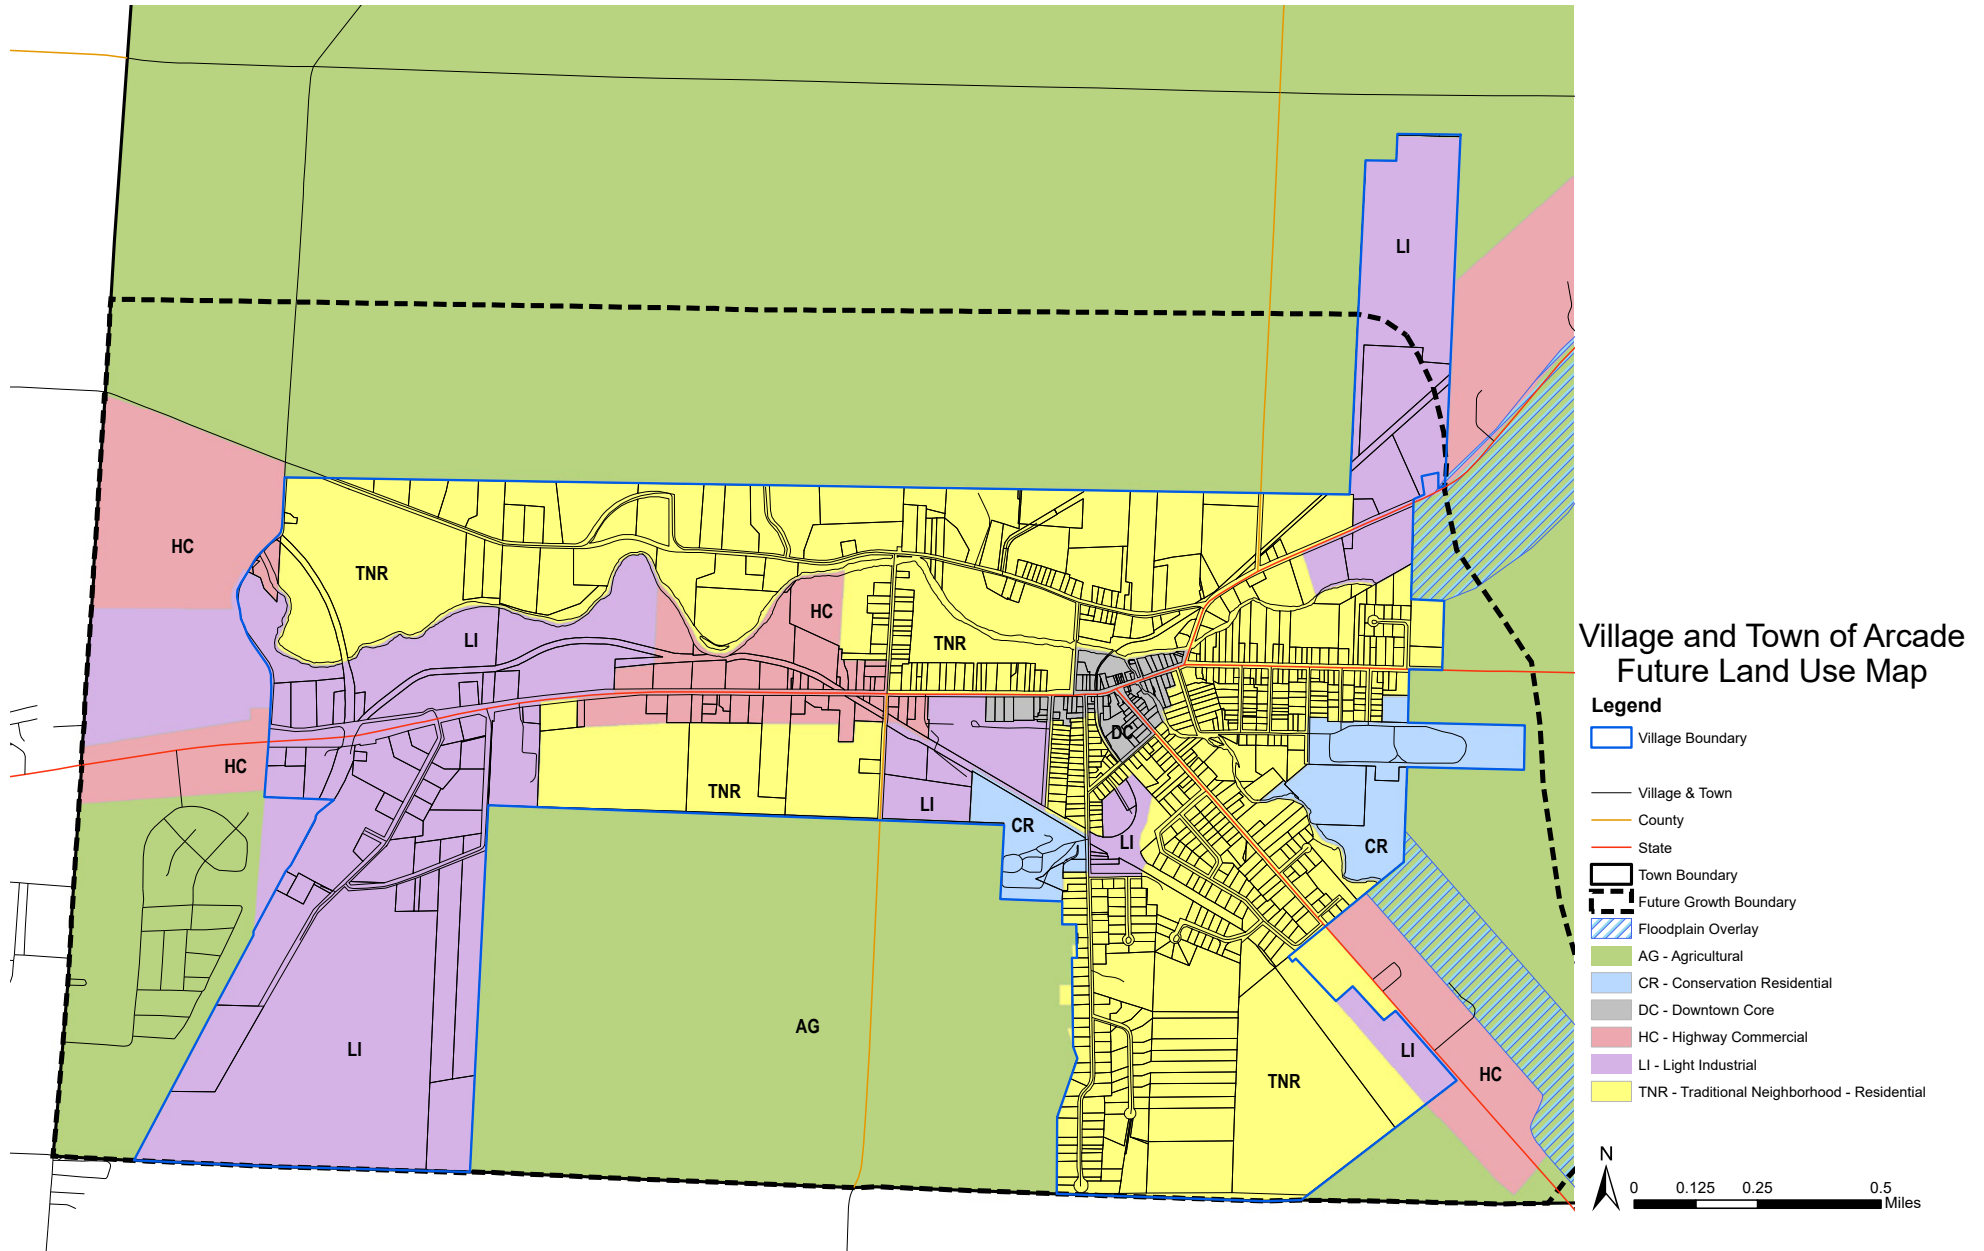 LI
HC
TNR
HC
LI
TNR
HC
DC
TNR
LI
CR
LI
CR
AG
LI
LI
TNR
HC
Village and Town of Arcade
Future Land Use Map
Legend
Village Boundary
Village & Town
County
State
Town Boundary
Future Growth Boundary
Floodplain Overlay
AG - Agricultural
CR - Conservation Residential
DC - Downtown Core
HC - Highway Commercial
LI - Light Industrial
TNR - Traditional Neighborhood - Residential
N
0 0.125 0.25 0.5
Miles